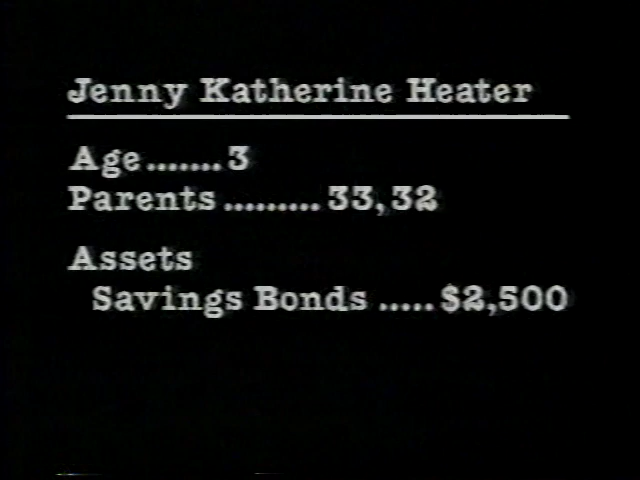 Jenny Katherine Heater
Age.......3
Parents .........33,32
Assets
Savings Bonds .....$2,500